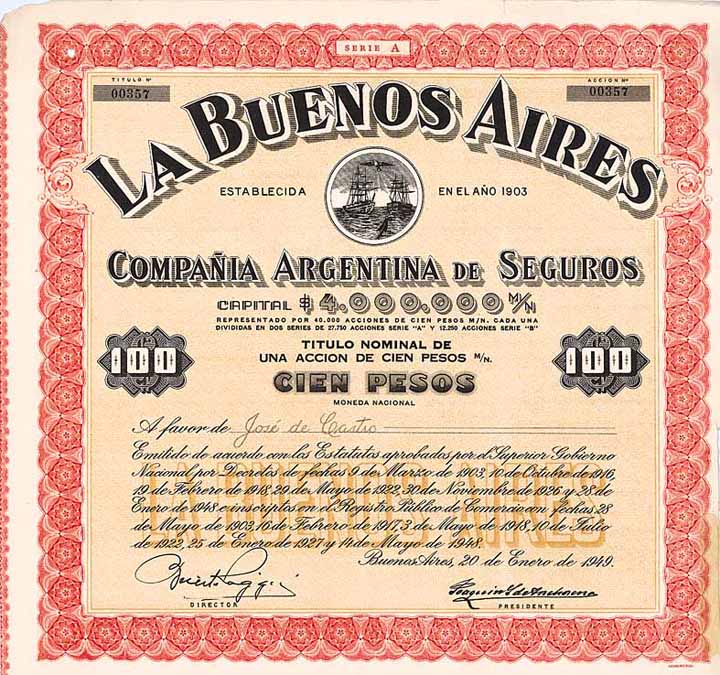 SERIE A
TITULO Nº
00357
ACCION Nº
00357
LA BUENOS AIRES
ESTABLECIDA EN EL AÑO 1903
COMPAÑIA ARGENTINA DE SEGUROS
CAPITAL $ 4.000.000 M/N
REPRESENTADO POR 40.000 ACCIONES DE CIEN PESOS M/N. CADA UNA
DIVIDIDAS EN DOS SERIES DE 27.750 ACCIONES SERIE "A" Y 12.250 ACCIONES SERIE "B"
TITULO NOMINAL DE
UNA ACCION DE CIEN PESOS M/N.
100
100
CIEN PESOS
MONEDA NACIONAL
A favor de José de Castro
Emitido de acuerdo con los Estatutos aprobados por el Superior Gobierno
Nacional por Decretos de fechas 9 de Marzo de 1903, 10 de Octubre de 1916,
19 de Febrero de 1918, 29 de Mayo de 1922, 30 de Noviembre de 1926 y 28 de
Enero de 1948 e inscriptos en el Registro Público de Comercio con fechas 28
de Mayo de 1903, 16 de Febrero de 1917, 3 de Mayo de 1918, 10 de Julio
de 1922, 25 de Enero de 1927 y 14 de Mayo de 1948.
Buenos Aires, 20 de Enero de 1949.
Joaquin S. de Anchorena
DIRECTOR
PRESIDENTE